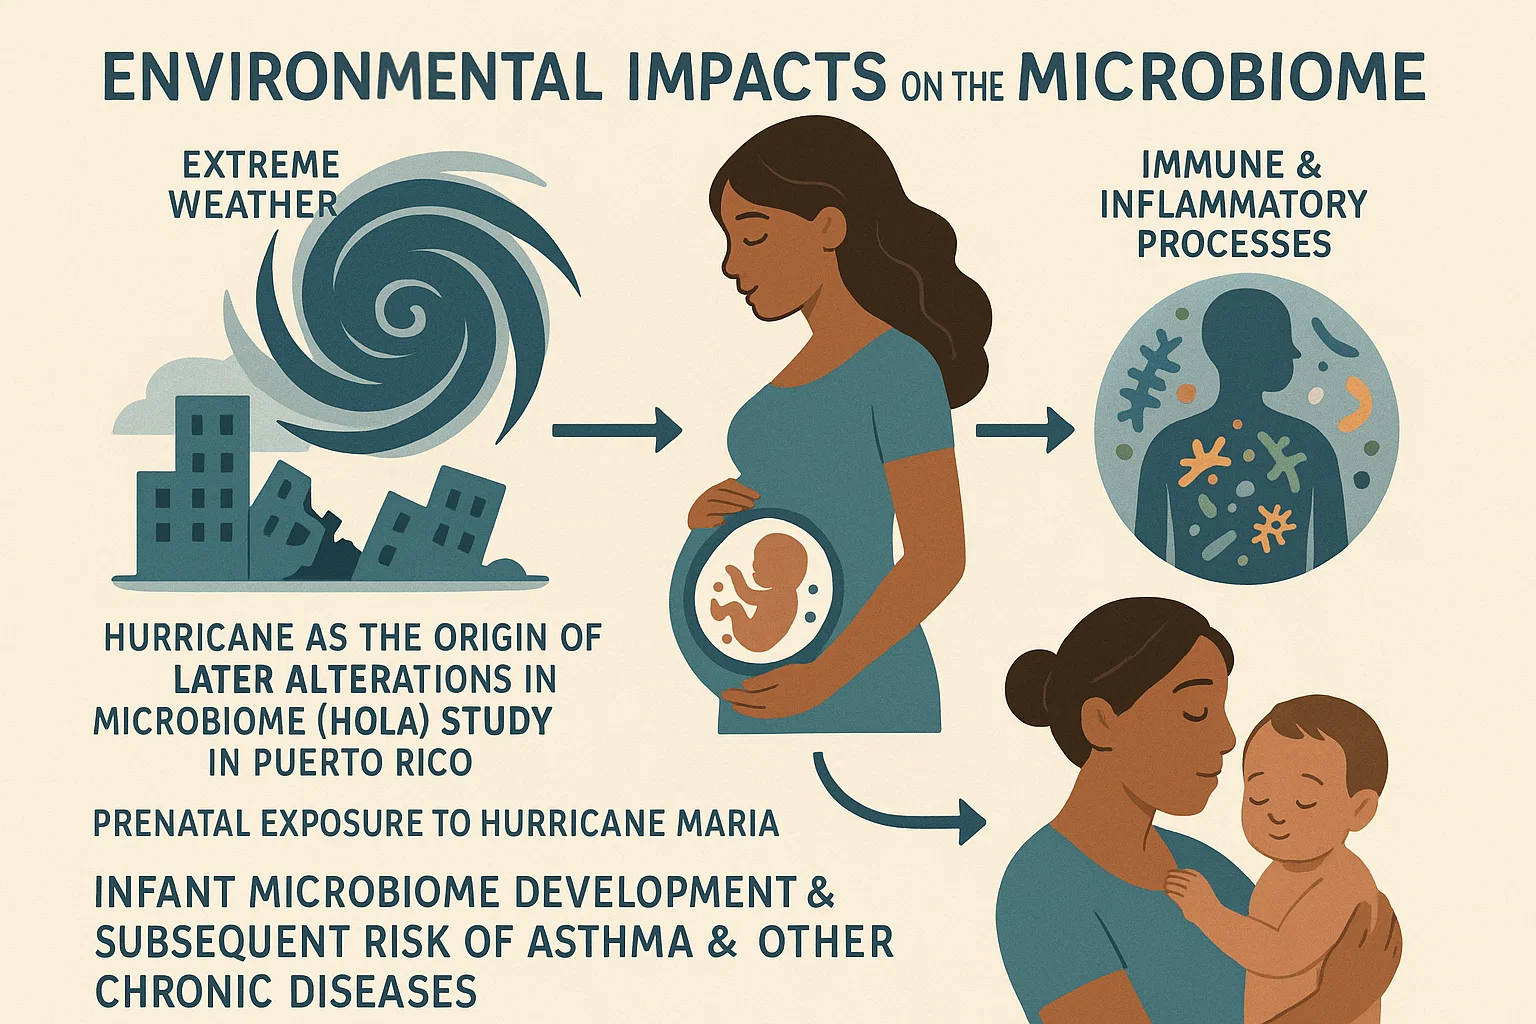 ENVIRONMENTAL IMPACTS ON THE MICROBIOME
EXTREME
WEATHER
IMMUNE &
INFLAMMATORY
PROCESSES
HURRICANE AS THE ORIGIN OF
LATER ALTERATIONS IN
MICROBIOME (HOLA) STUDY
IN PUERTO RICO
PRENATAL EXPOSURE TO HURRICANE MARIA
INFANT MICROBIOME DEVELOPMENT &
SUBSEQUENT RISK OF ASTHMA & OTHER
CHRONIC DISEASES